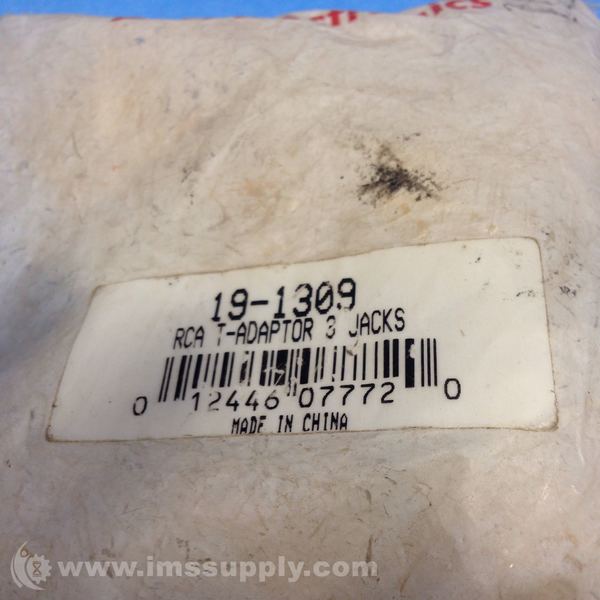 19-1309
RCA T-ADAPTOR 3 JACKS
0 12446 07772 0
MADE IN CHINA
www.imssupply.com